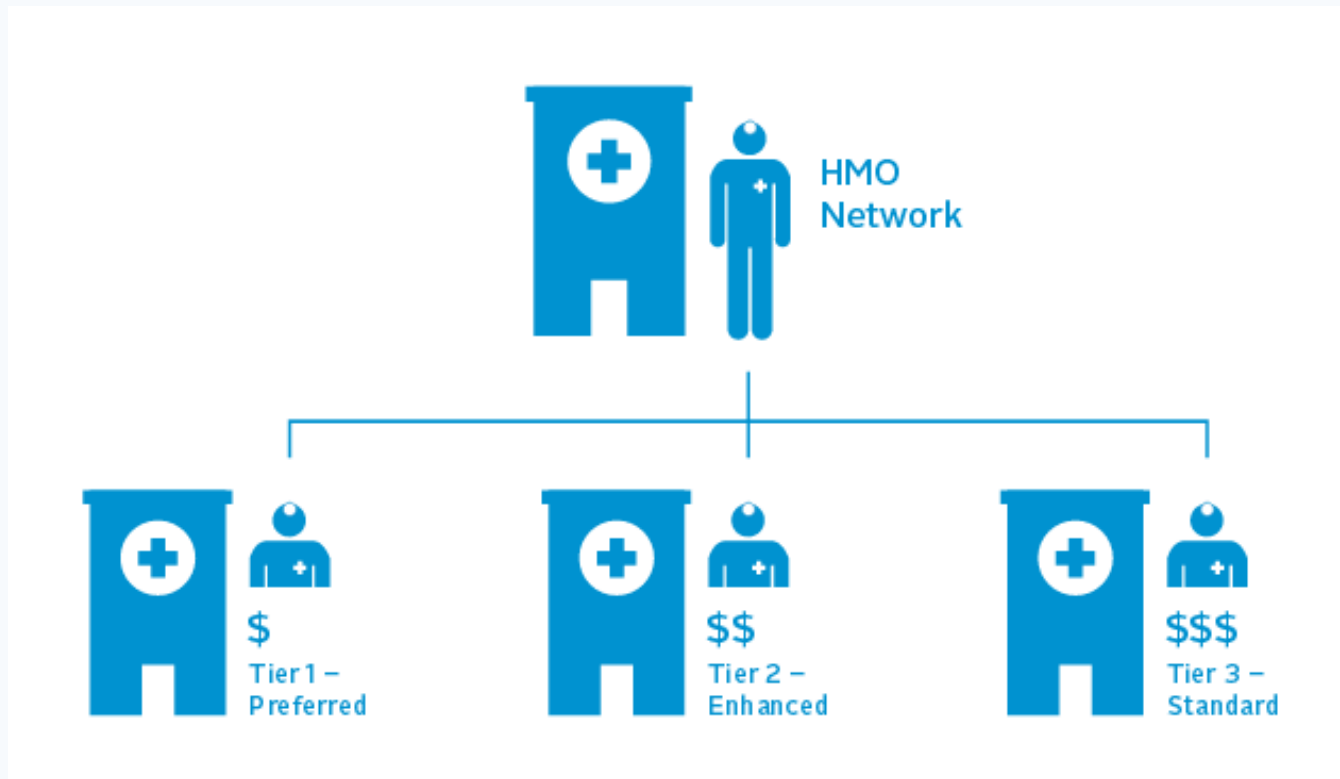 HMO
Network
$
Tier 1 –
Preferred
$$
Tier 2 –
Enhanced
$$$
Tier 3 –
Standard